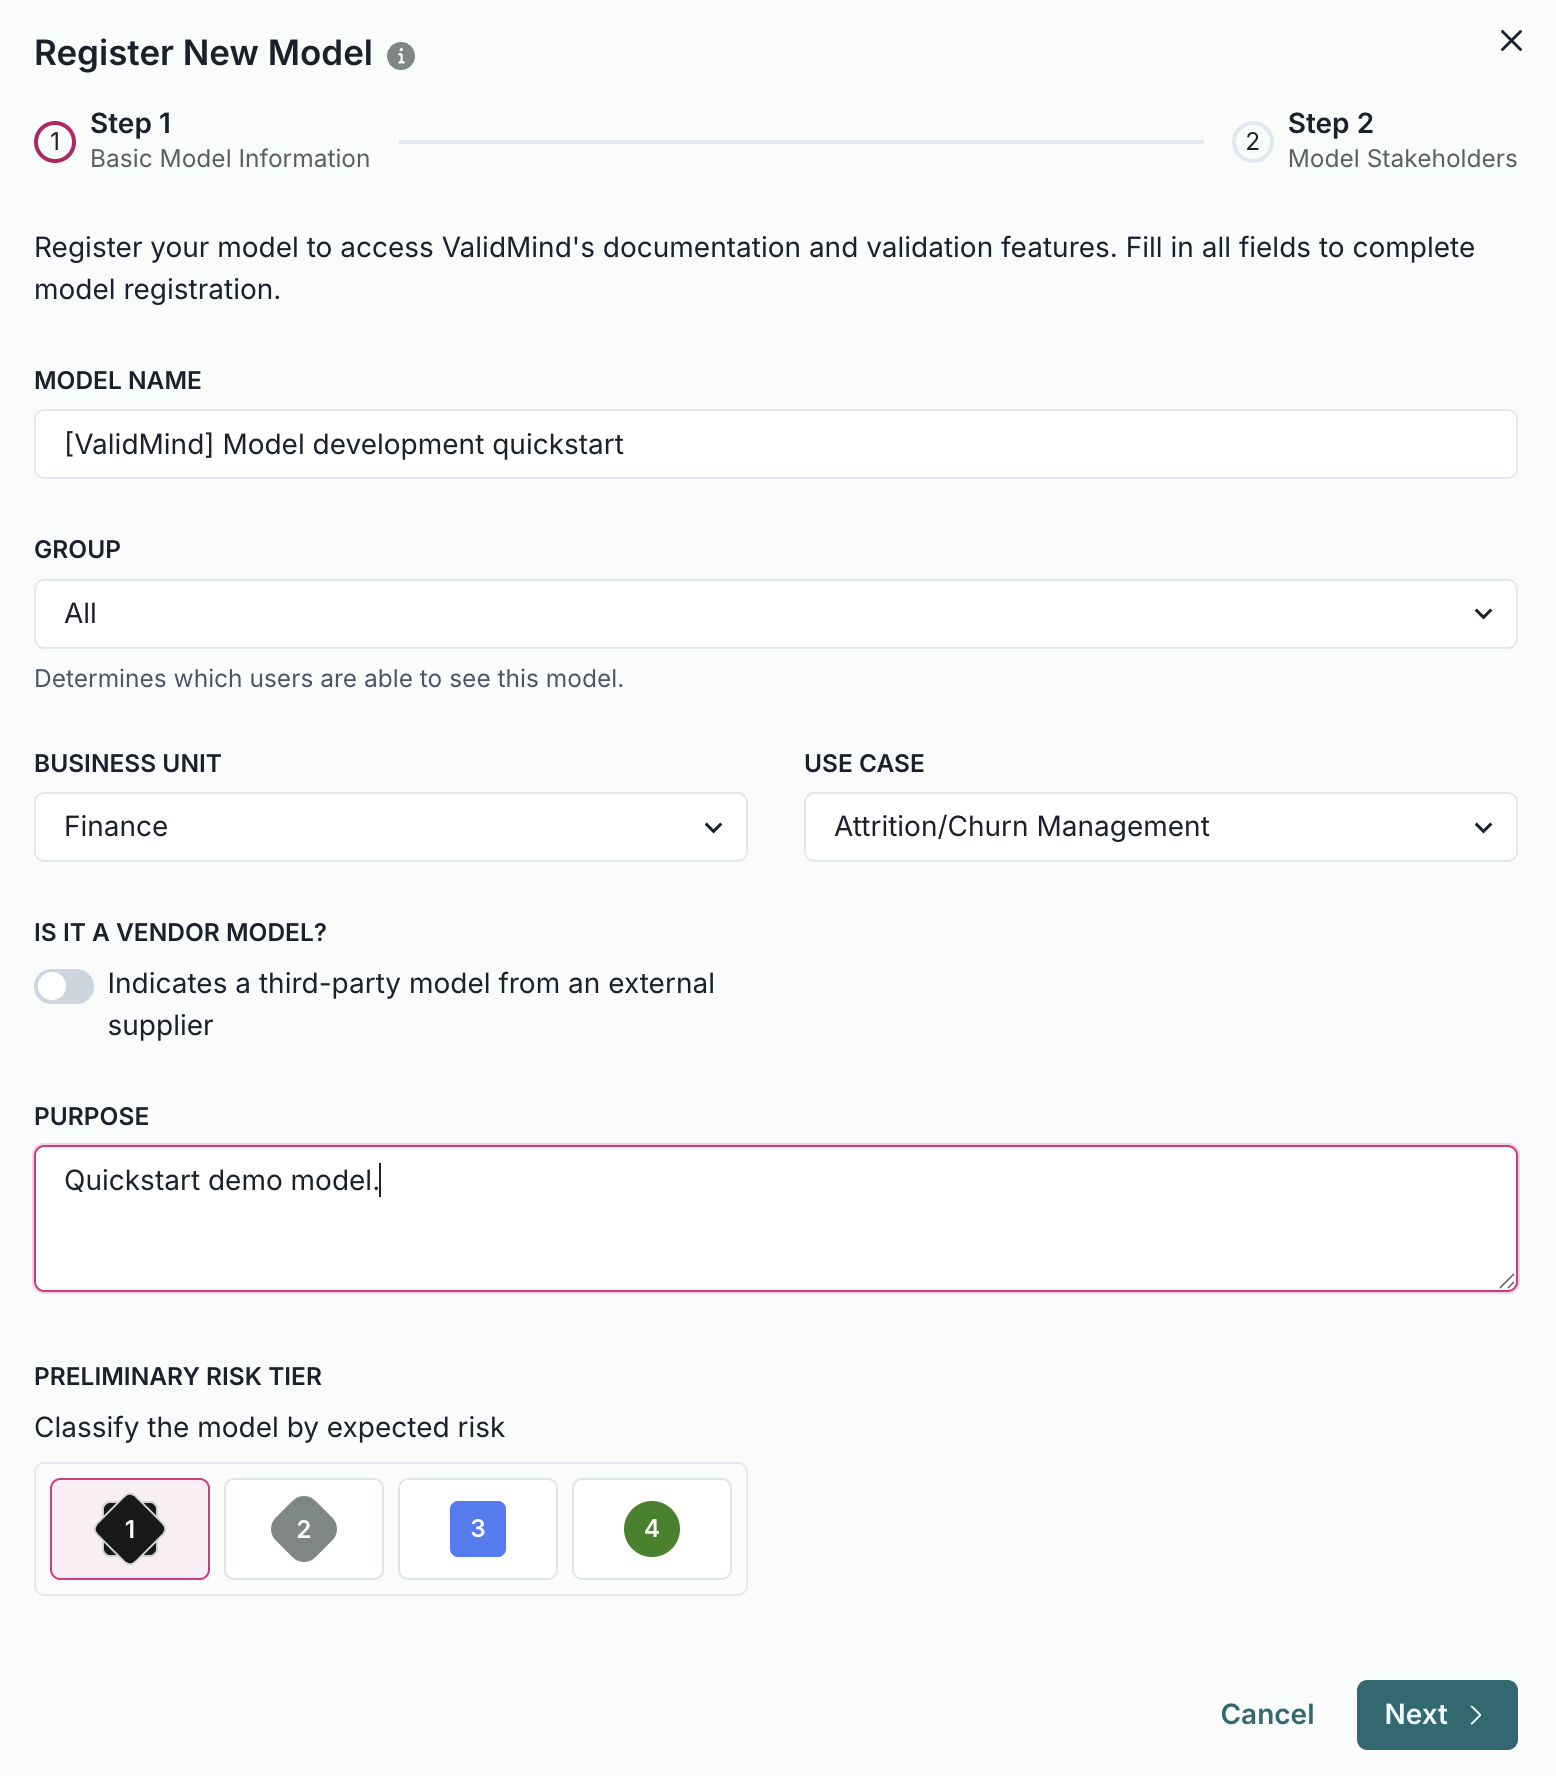 Register New Model
1
Step 1
Basic Model Information
2
Step 2
Model Stakeholders
Register your model to access ValidMind's documentation and validation features. Fill in all fields to complete
model registration.
MODEL NAME
[ValidMind] Model development quickstart
GROUP
All
Determines which users are able to see this model.
BUSINESS UNIT
Finance
USE CASE
Attrition/Churn Management
IS IT A VENDOR MODEL?
Indicates a third-party model from an external
supplier
PURPOSE
Quickstart demo model.
PRELIMINARY RISK TIER
Classify the model by expected risk
1 2 3 4
Cancel Next